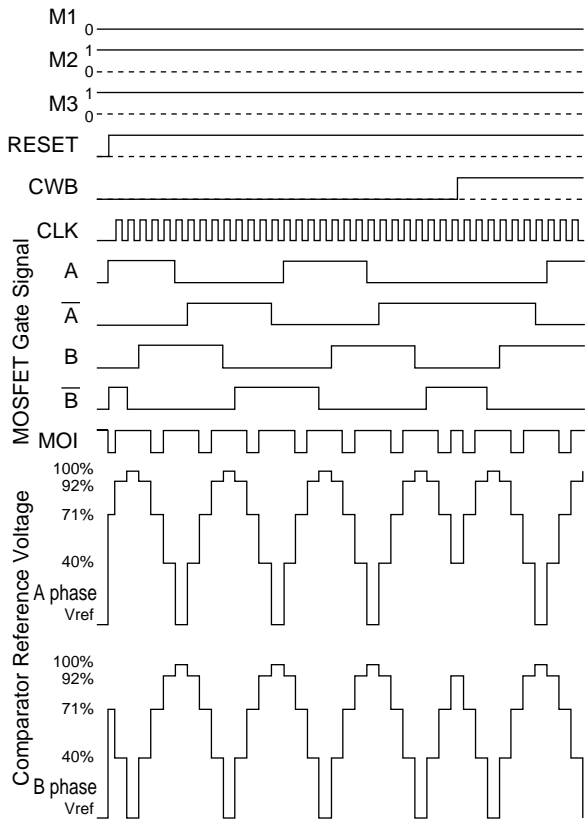 M1
0
M2
1
0
M3
1
0
RESET
CWB
CLK
MOSFET Gate Signal
A
A
B
B
MOI
Comparator Reference Voltage
100%
92%
71%
40%
A phase
Vref
100%
92%
71%
40%
B phase
Vref